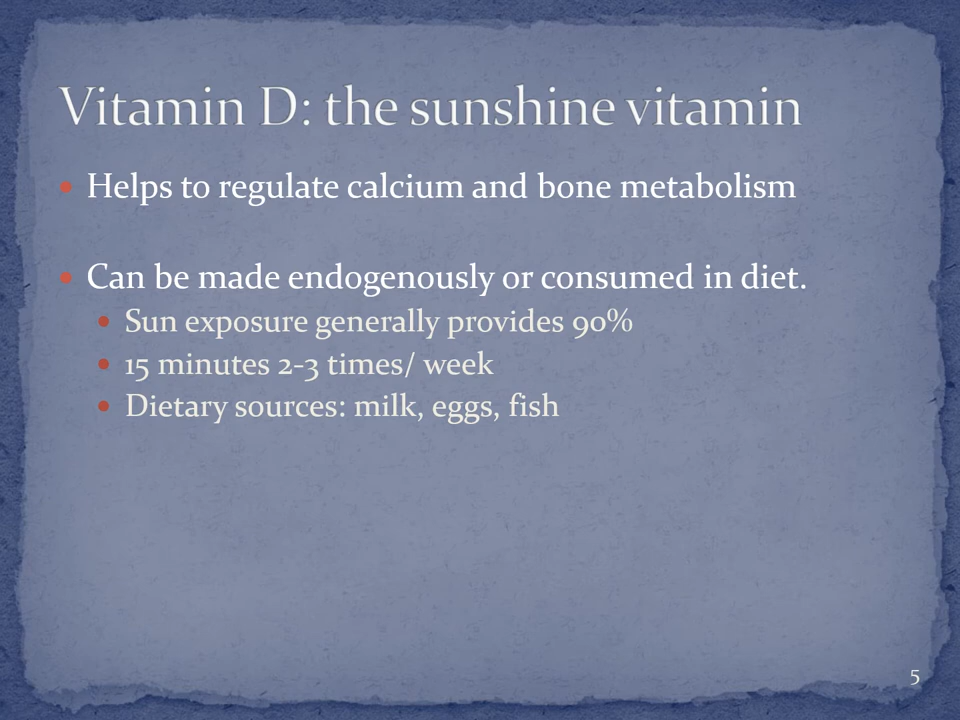 Vitamin D: the sunshine vitamin
• Helps to regulate calcium and bone metabolism
• Can be made endogenously or consumed in diet.
• Sun exposure generally provides 90%
• 15 minutes 2-3 times/ week
• Dietary sources: milk, eggs, fish
5